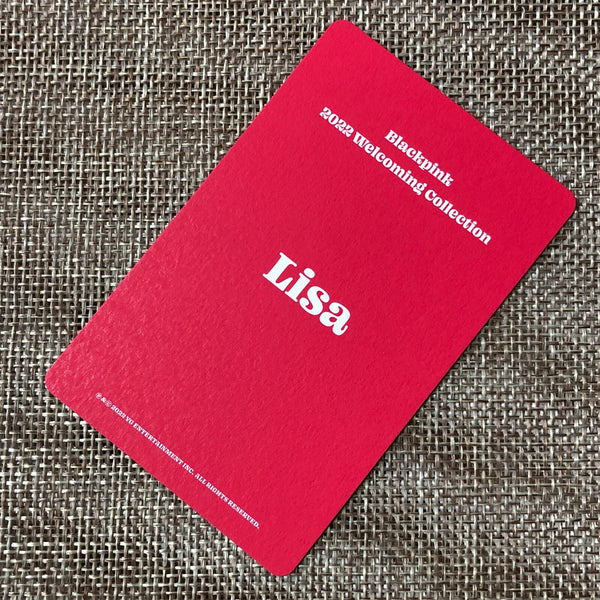 Blackpink
2022 Welcoming Collection
Lisa
℗ & © 2022 YG ENTERTAINMENT INC. ALL RIGHTS RESERVED.